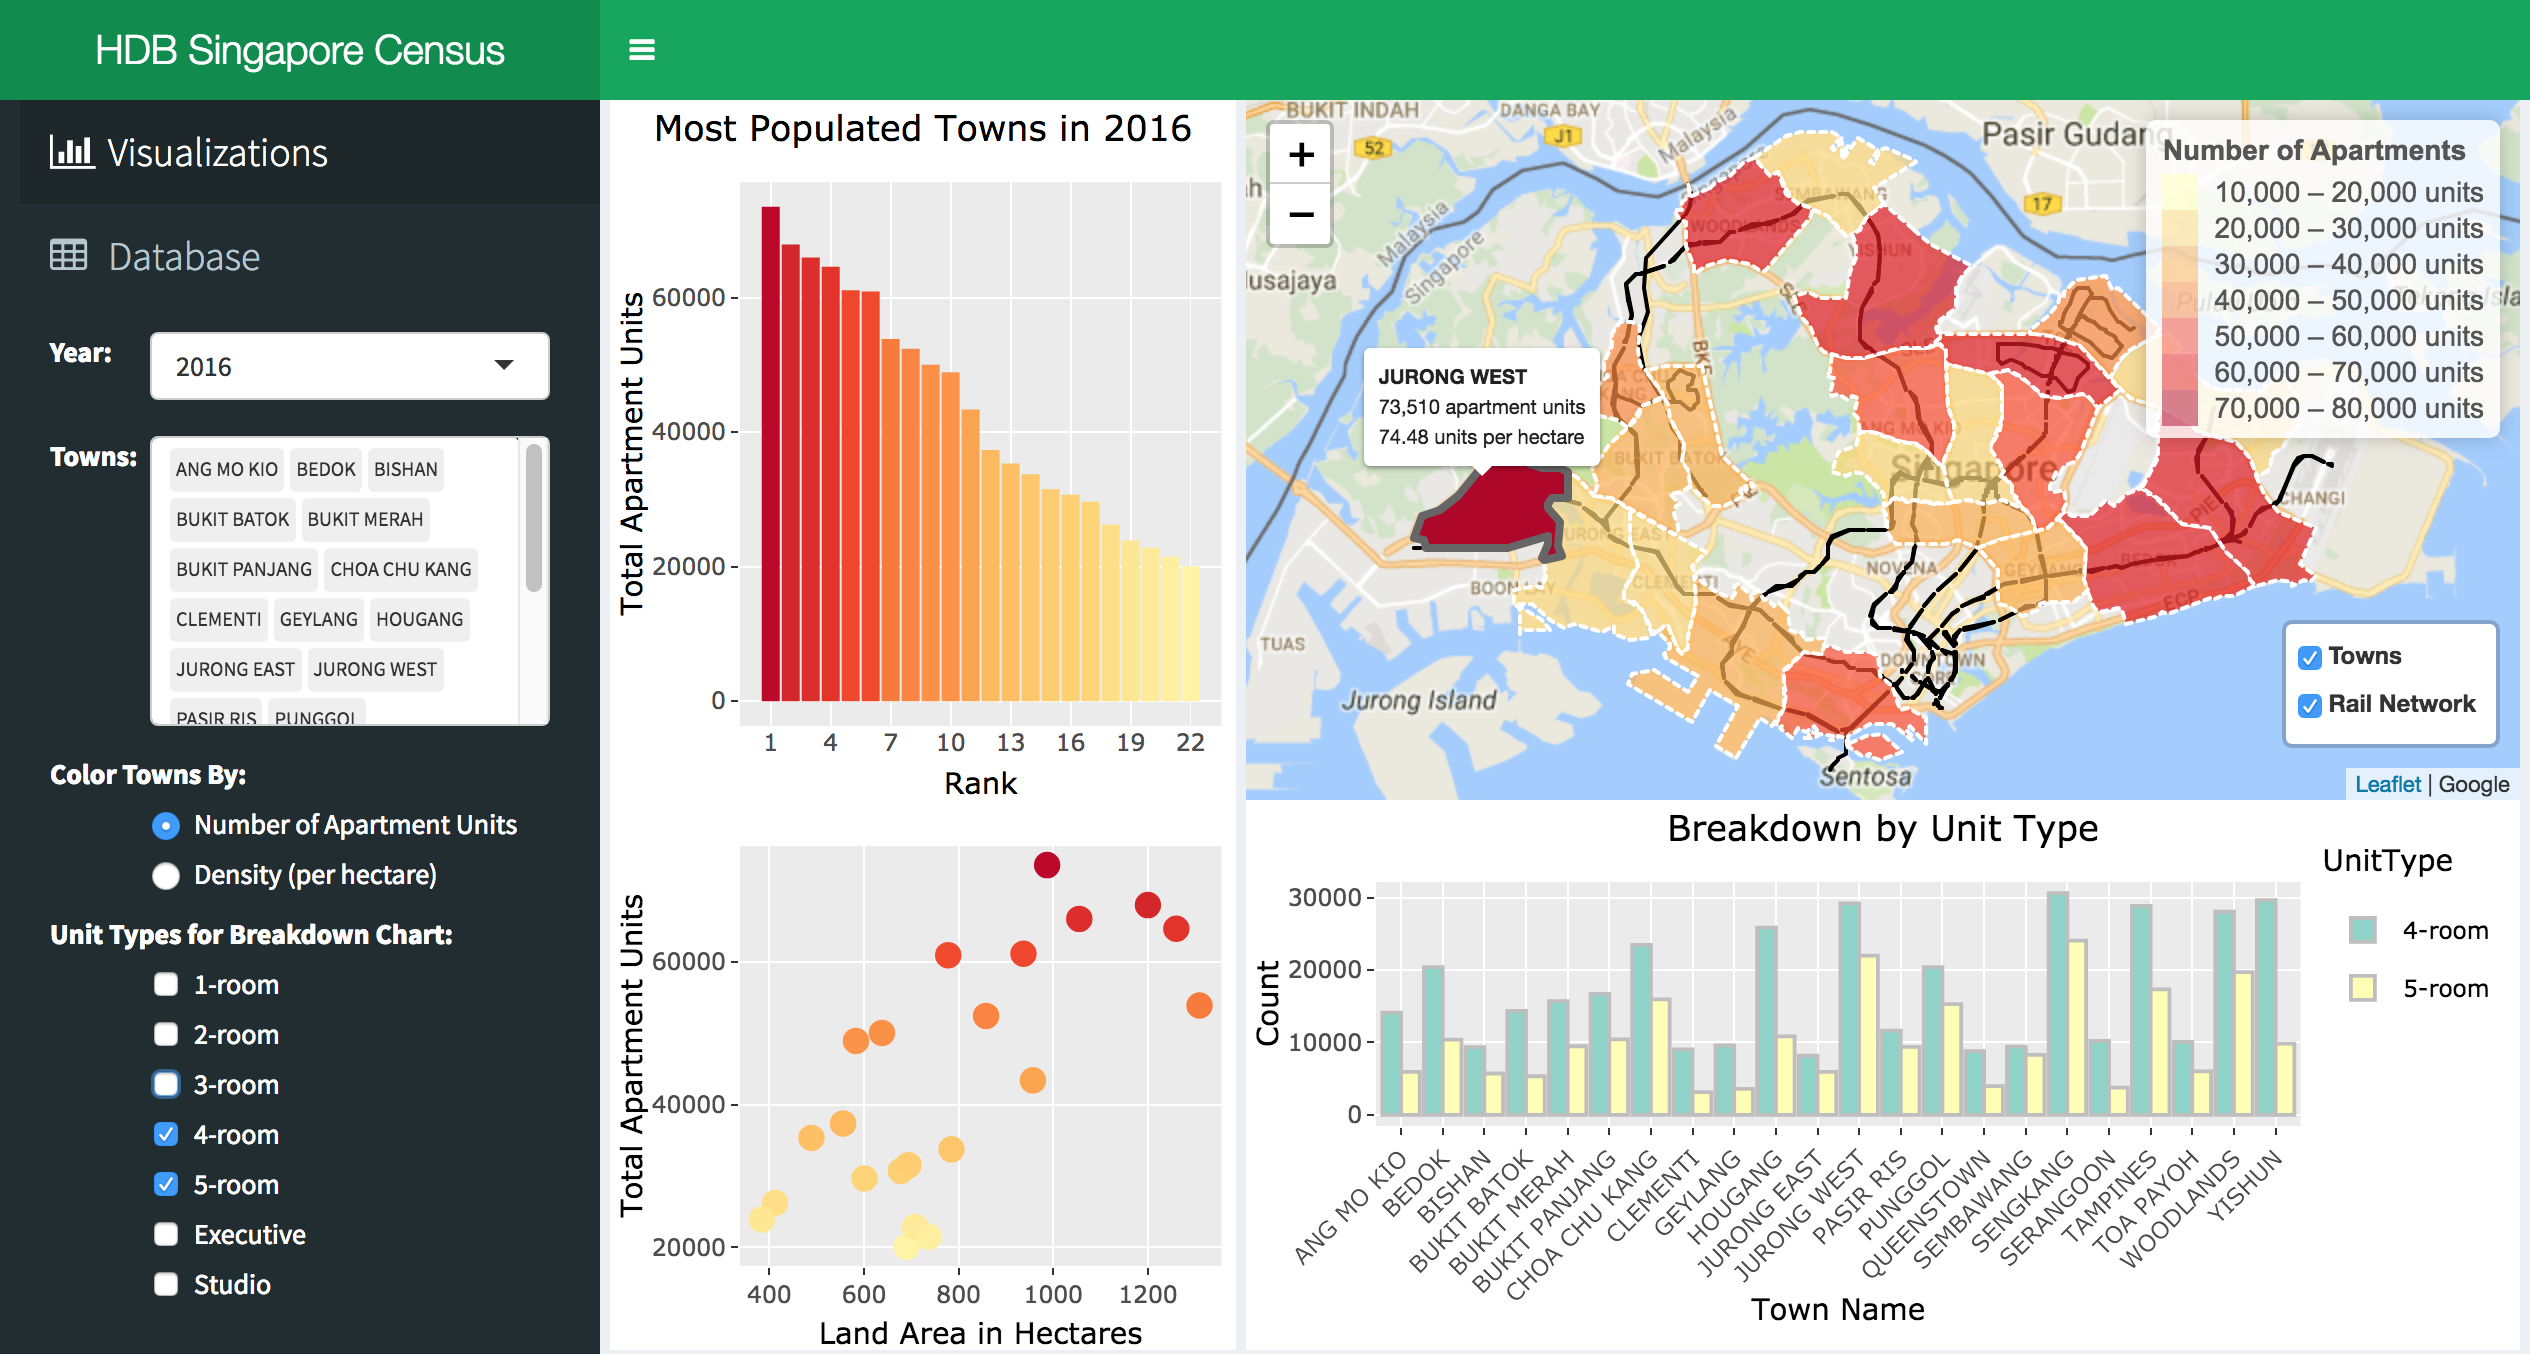 HDB Singapore Census
Visualizations
Database
Year:
2016
Towns:
ANG MO KIO BEDOK BISHAN
BUKIT BATOK BUKIT MERAH
BUKIT PANJANG CHOA CHU KANG
CLEMENTI GEYLANG HOUGANG
JURONG EAST JURONG WEST
PASIR RIS PUNGGOL
Color Towns By:
Number of Apartment Units
Density (per hectare)
Unit Types for Breakdown Chart:
1-room
2-room
3-room
4-room
5-room
Executive
Studio
Most Populated Towns in 2016
Total Apartment Units
60000
40000
20000
0
1 4 7 10 13 16 19 22
Rank
Total Apartment Units
60000
40000
20000
400 600 800 1000 1200
Land Area in Hectares
+
−
BUKIT INDAH
DANGA BAY
52
J1
Malaysia
Pasir Gudang
17
Malaysia
Singapore
lusajaya
SEMBAWANG
WOODLANDS
YISHUN
BKE
ANG MO KIO
Singapore
BUKIT BATOK
JURONG EAST
CLEMENTI
BOON LAY
TUAS
Jurong Island
AYE
NOVENA
GEYLANG
BEDOK
PIE
ECP
CHANGI
DOWNTOWN
CORE
Sentosa
JURONG WEST
73,510 apartment units
74.48 units per hectare
Number of Apartments
10,000 – 20,000 units
20,000 – 30,000 units
30,000 – 40,000 units
40,000 – 50,000 units
50,000 – 60,000 units
60,000 – 70,000 units
70,000 – 80,000 units
Towns
Rail Network
Leaflet | Google
Breakdown by Unit Type
UnitType
4-room
5-room
Count
30000
20000
10000
0
ANG MO KIO
BEDOK
BISHAN
BUKIT BATOK
BUKIT MERAH
BUKIT PANJANG
CHOA CHU KANG
CLEMENTI
GEYLANG
HOUGANG
JURONG EAST
JURONG WEST
PASIR RIS
PUNGGOL
QUEENSTOWN
SEMBAWANG
SENGKANG
SERANGOON
TAMPINES
TOA PAYOH
WOODLANDS
YISHUN
Town Name